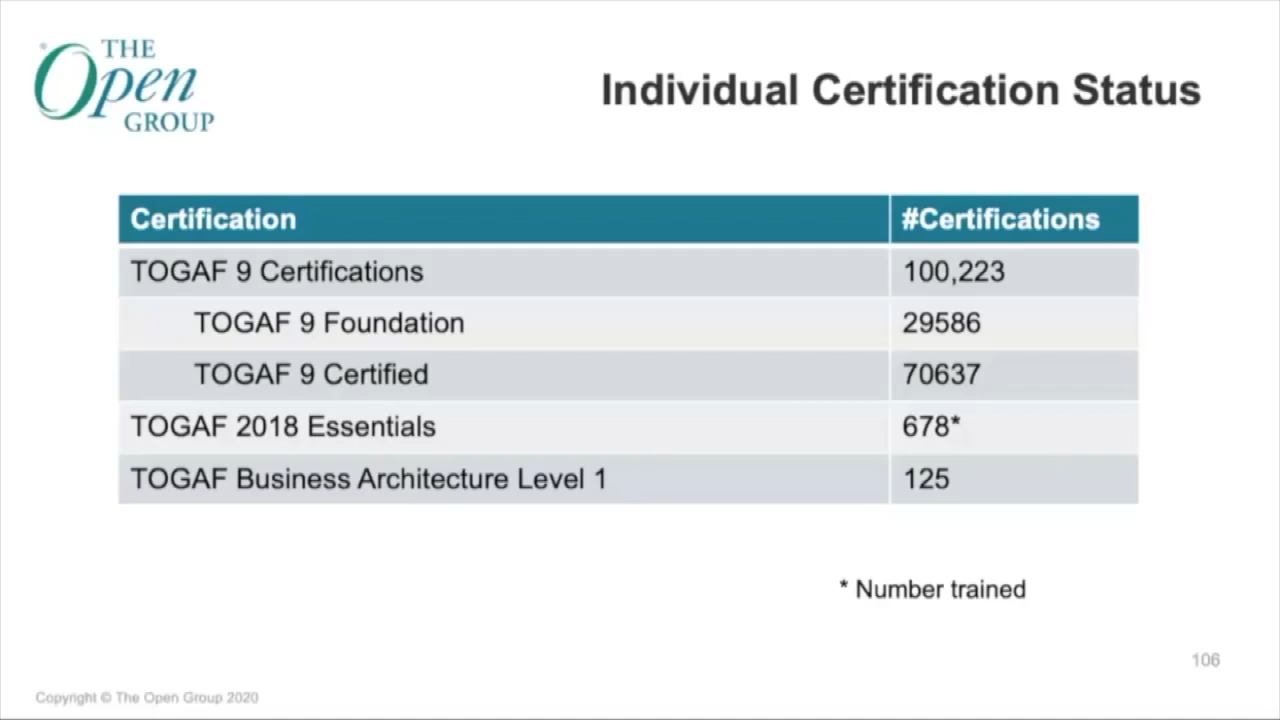 THE
Open
GROUP
Individual Certification Status
Certification #Certifications
TOGAF 9 Certifications 100,223
TOGAF 9 Foundation 29586
TOGAF 9 Certified 70637
TOGAF 2018 Essentials 678*
TOGAF Business Architecture Level 1 125
* Number trained
106
Copyright © The Open Group 2020